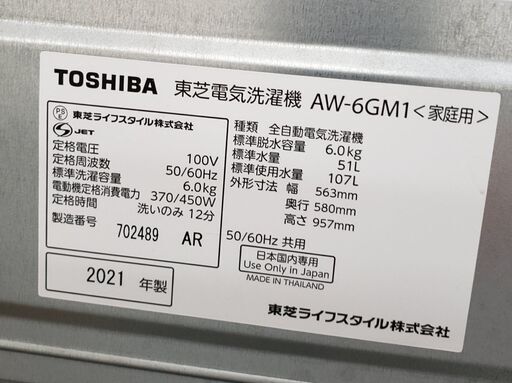 TOSHIBA 東芝電気洗濯機 AW-6GM1<家庭用>
PS E 東芝ライフスタイル株式会社
S JET
定格電圧 100V
定格周波数 50/60Hz
標準洗濯容量 6.0kg
電動機定格消費電力 370/450W
定格時間 洗いのみ 12分
製造番号 702489 AR
2021 年製
種類 全自動電気洗濯機
標準脱水容量 6.0kg
標準水量 51L
標準使用水量 107L
外形寸法 幅 563mm
奥行 580mm
高さ 957mm
50/60Hz 共用
日本国内専用
Use Only in Japan
MADE IN THAILAND
東芝ライフスタイル株式会社